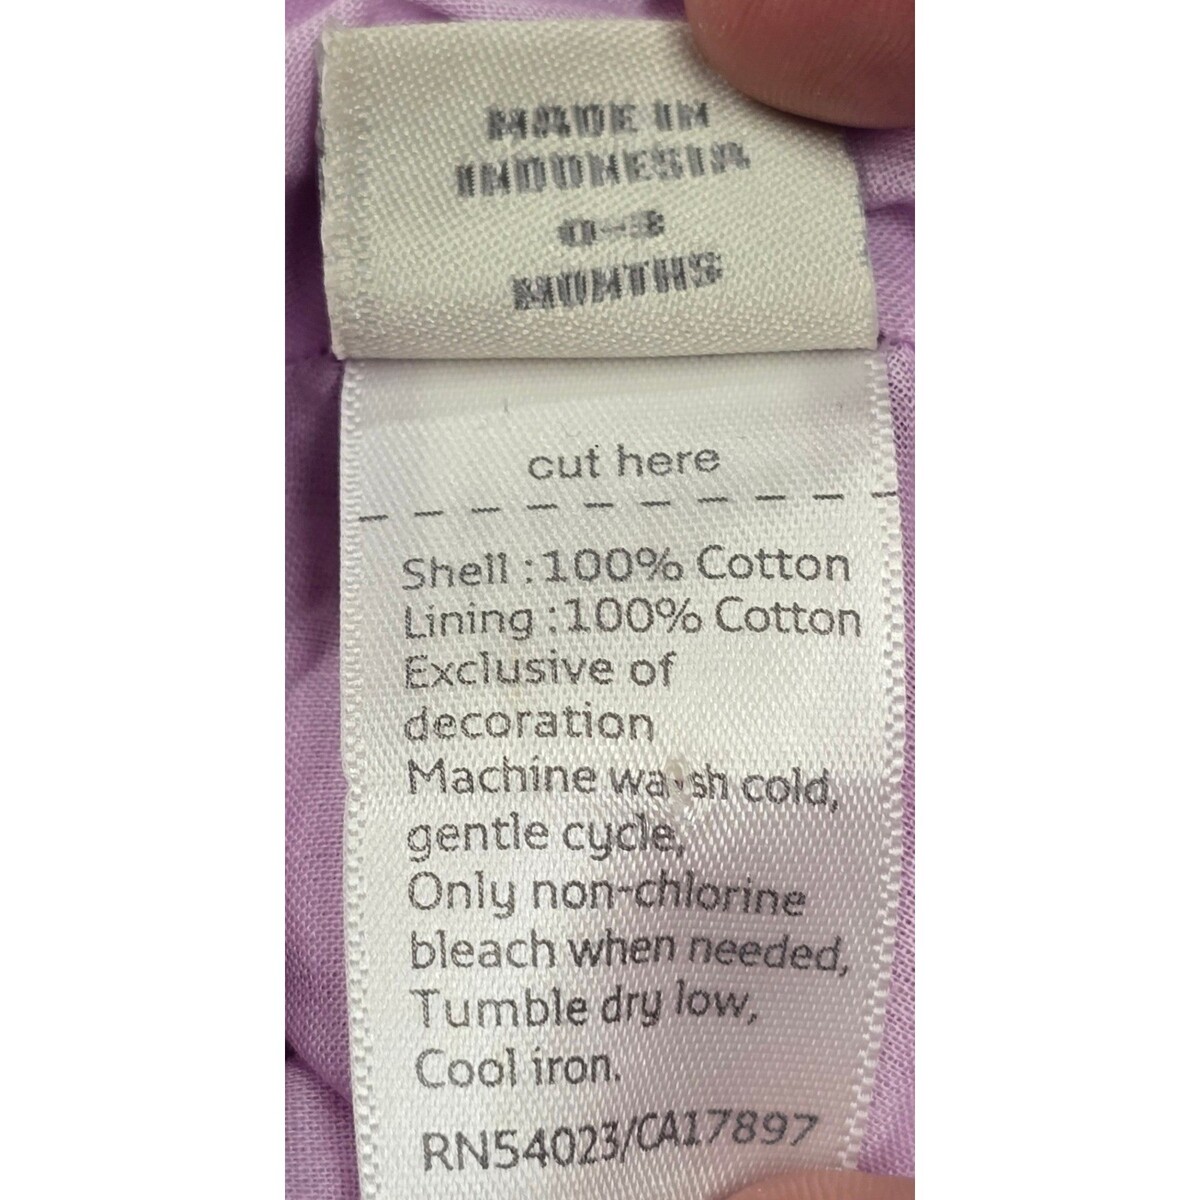 MADE IN
INDONESIA
0-3
MONTHS
cut here
Shell :100% Cotton
Lining :100% Cotton
Exclusive of
decoration
Machine wash cold,
gentle cycle,
Only non-chlorine
bleach when needed,
Tumble dry low,
Cool iron.
RN54023/CA17897